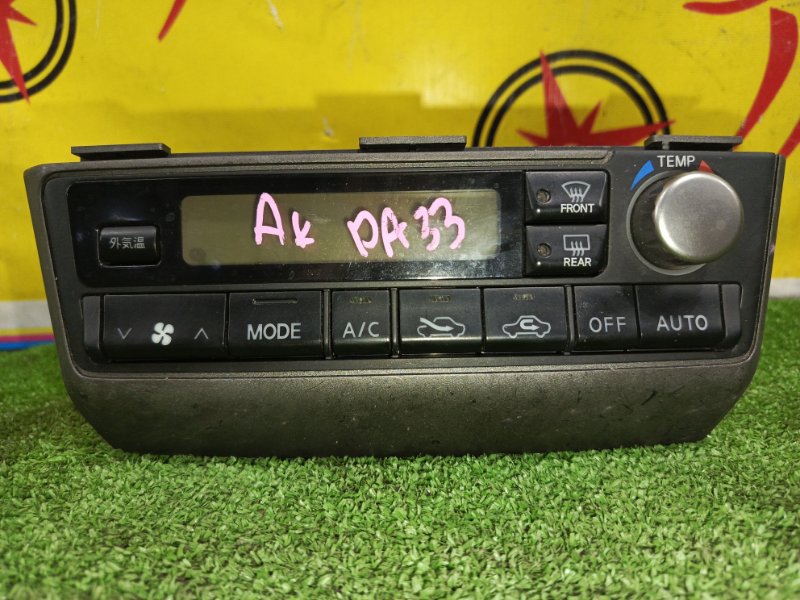 TEMP
FRONT
外気温
Ak PA33
REAR
MODE A/C OFF AUTO